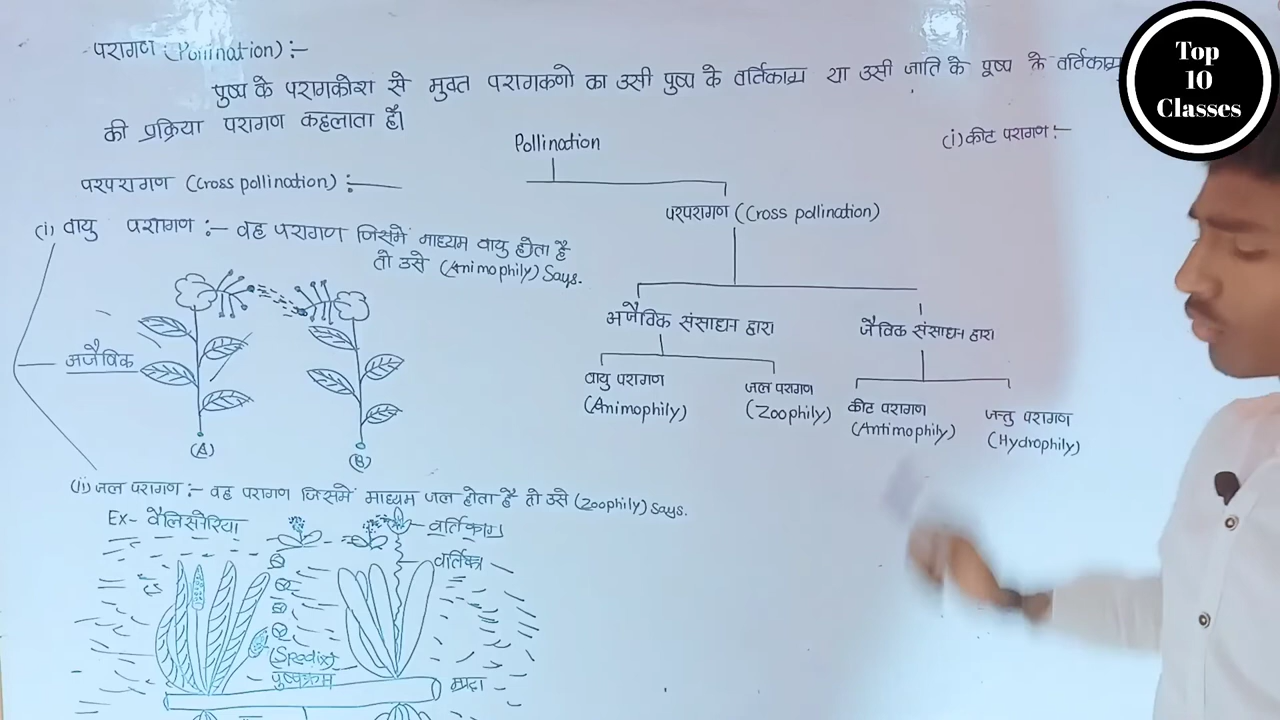 परागण (Pollination) :-
पुष्प के परागकोश से मुक्त परागकणो का उसी पुष्प के वर्तिकाग्र या उसी जाति के पुष्प के वर्तिकाग्र
की प्रक्रिया परागण कहलाता है।
Pollination
(i) कीट परागण :-
परपरागण (Cross pollination) :-
परपरागण (Cross pollination)
(i) वायु परागण :- वह परागण जिसमें माध्यम वायु होता है
तो उसे (Animophily) Says.
अजैविक संसाधन द्वारा
जैविक संसाधन द्वारा
अजैविक
वायु परागण
(Animophily)
जल परागण
(Zoophily)
कीट परागण
(Antimophily)
जन्तु परागण
(Hydrophily)
(A)
(B)
(ii) जल परागण :- वह परागण जिसमें माध्यम जल होता है तो उसे (Zoophily) Says.
Ex- वैलिसनेरिया
वर्तिकाग्र
वर्तिका
(Spedix)
पुष्पक्रम
Top
10
Classes